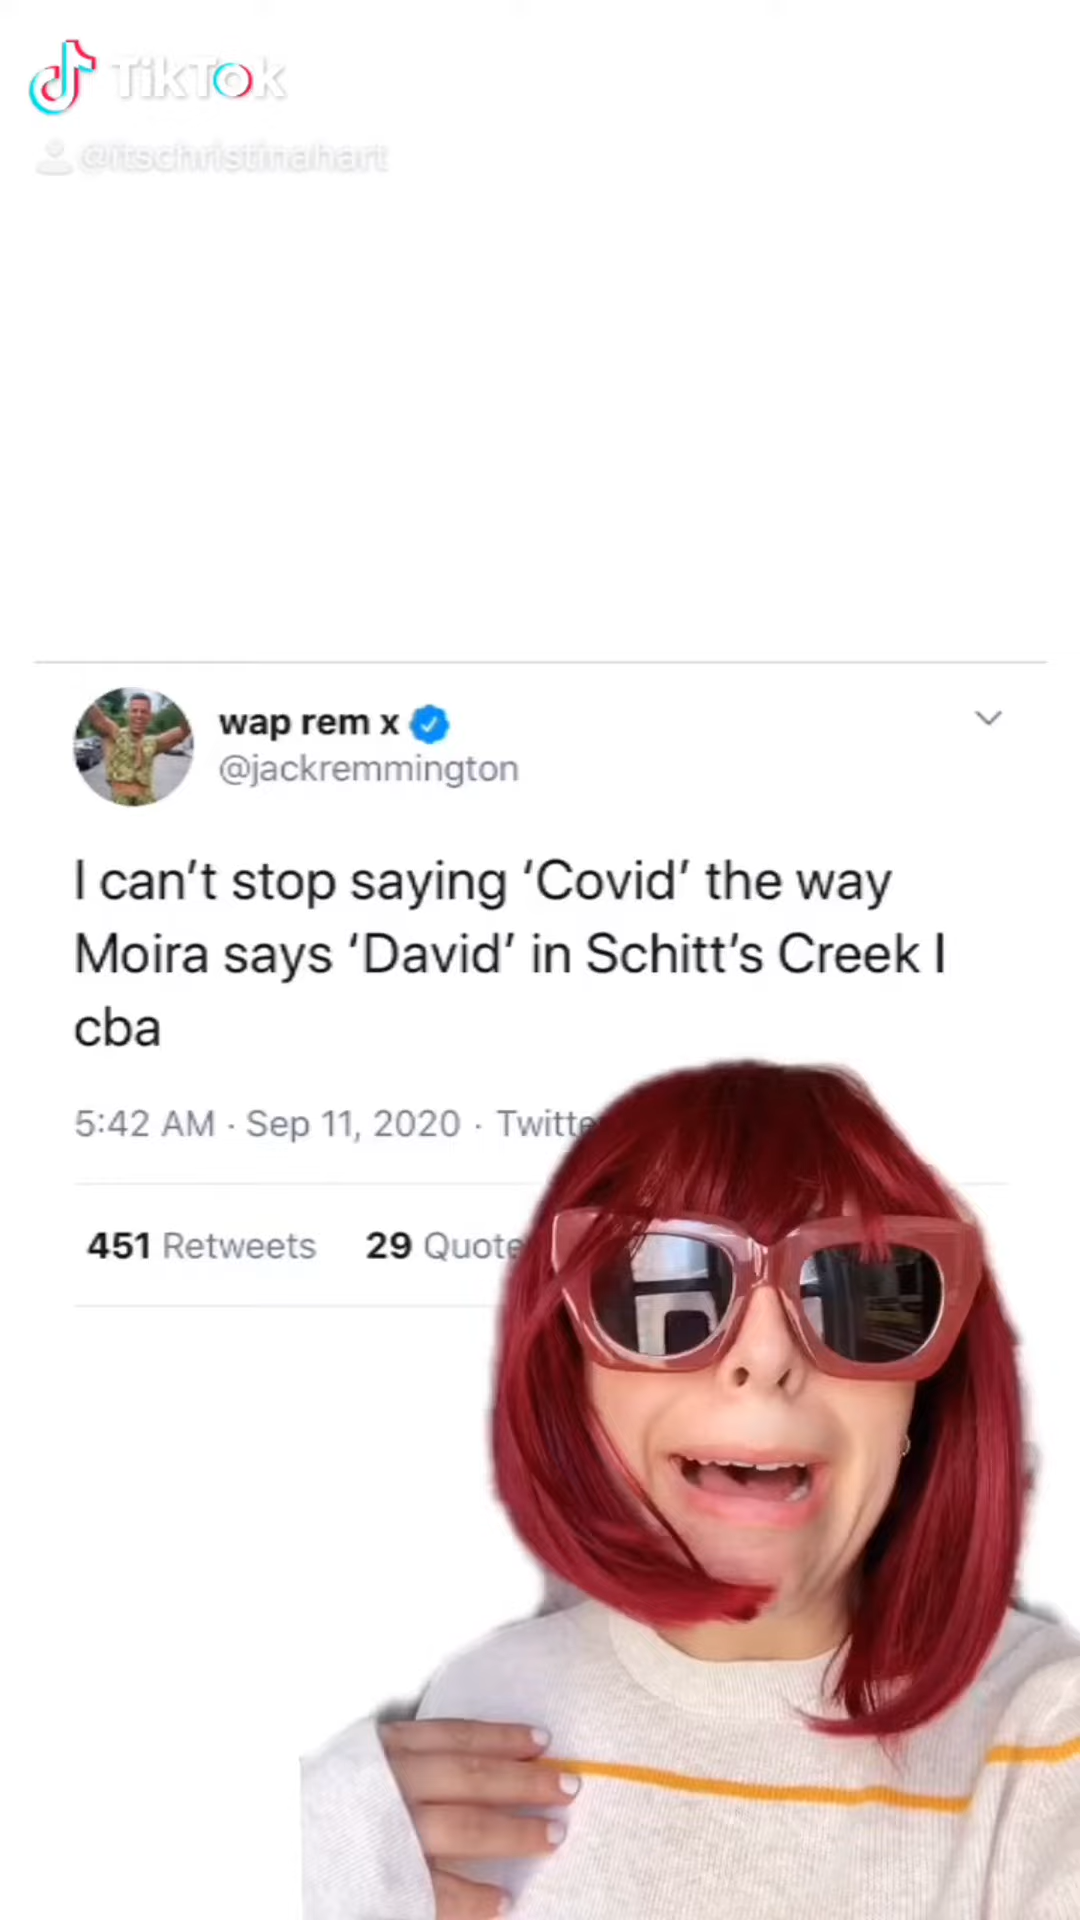 TikTok
@itschristinahart
wap rem x
@jackremmington
I can’t stop saying ‘Covid’ the way
Moira says ‘David’ in Schitt’s Creek I
cba
5:42 AM · Sep 11, 2020 · Twitte
451 Retweets 29 Quote